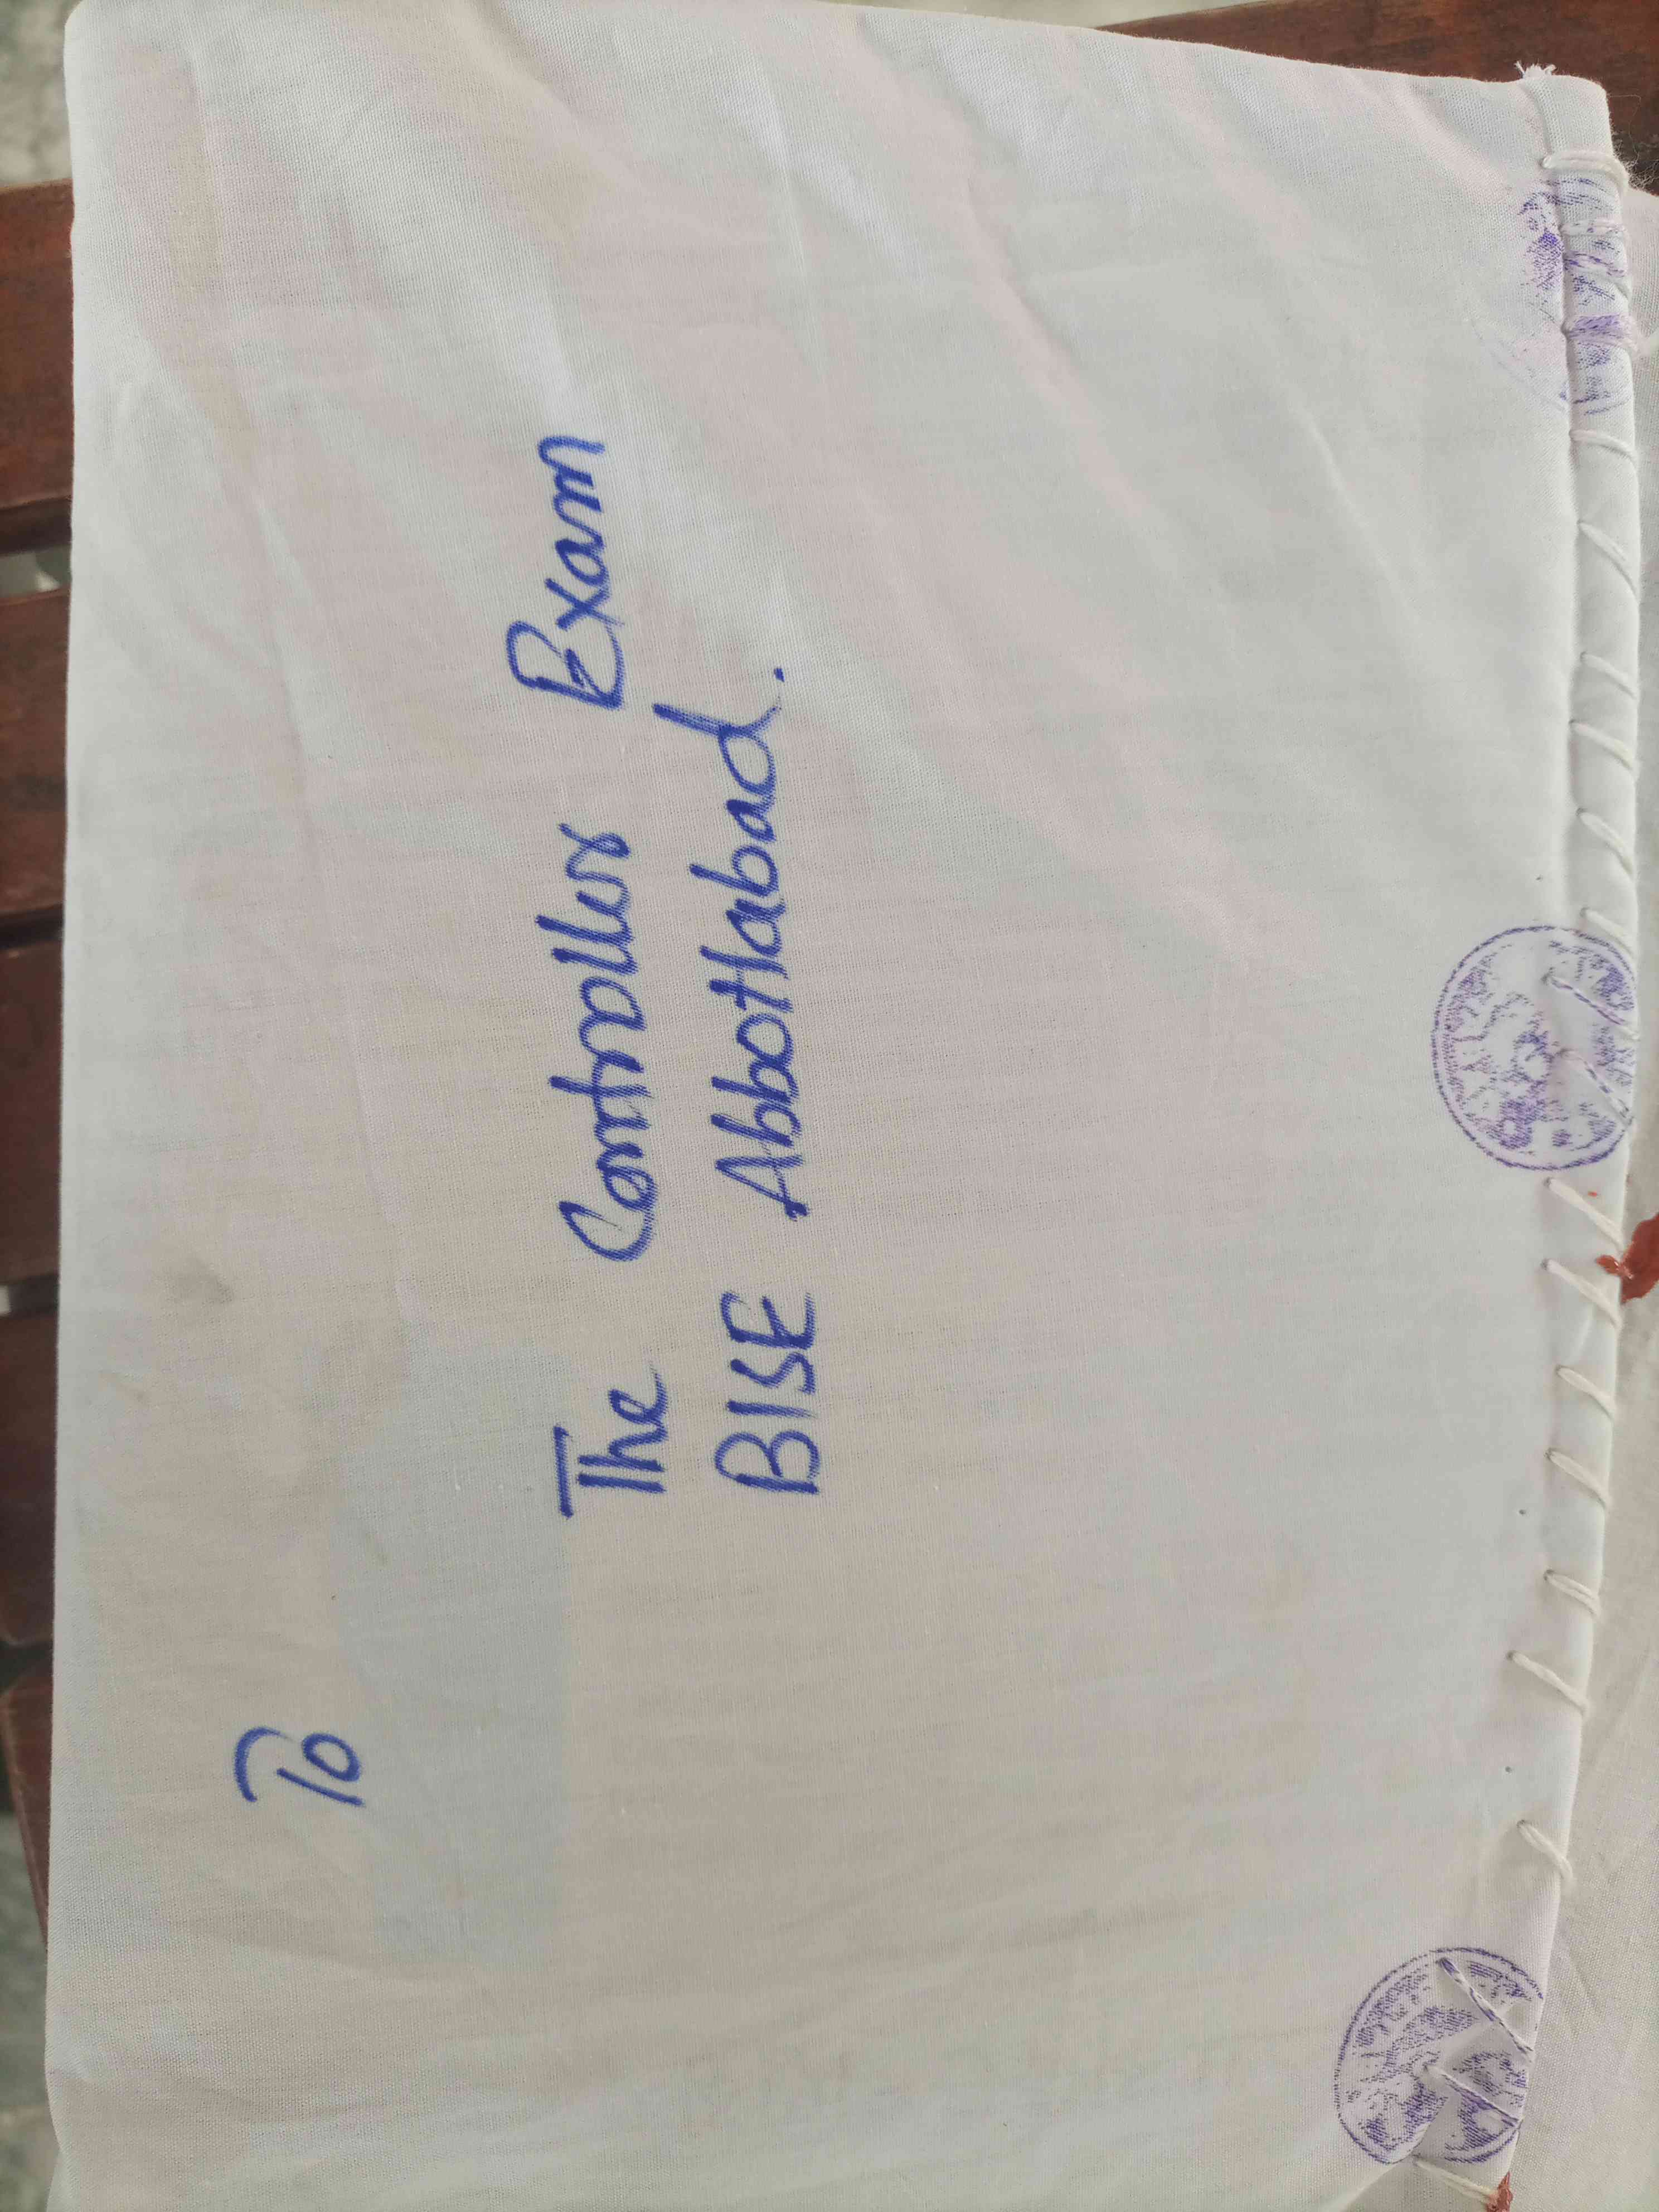 To
The Controller Exam
BISE Abbottabad.